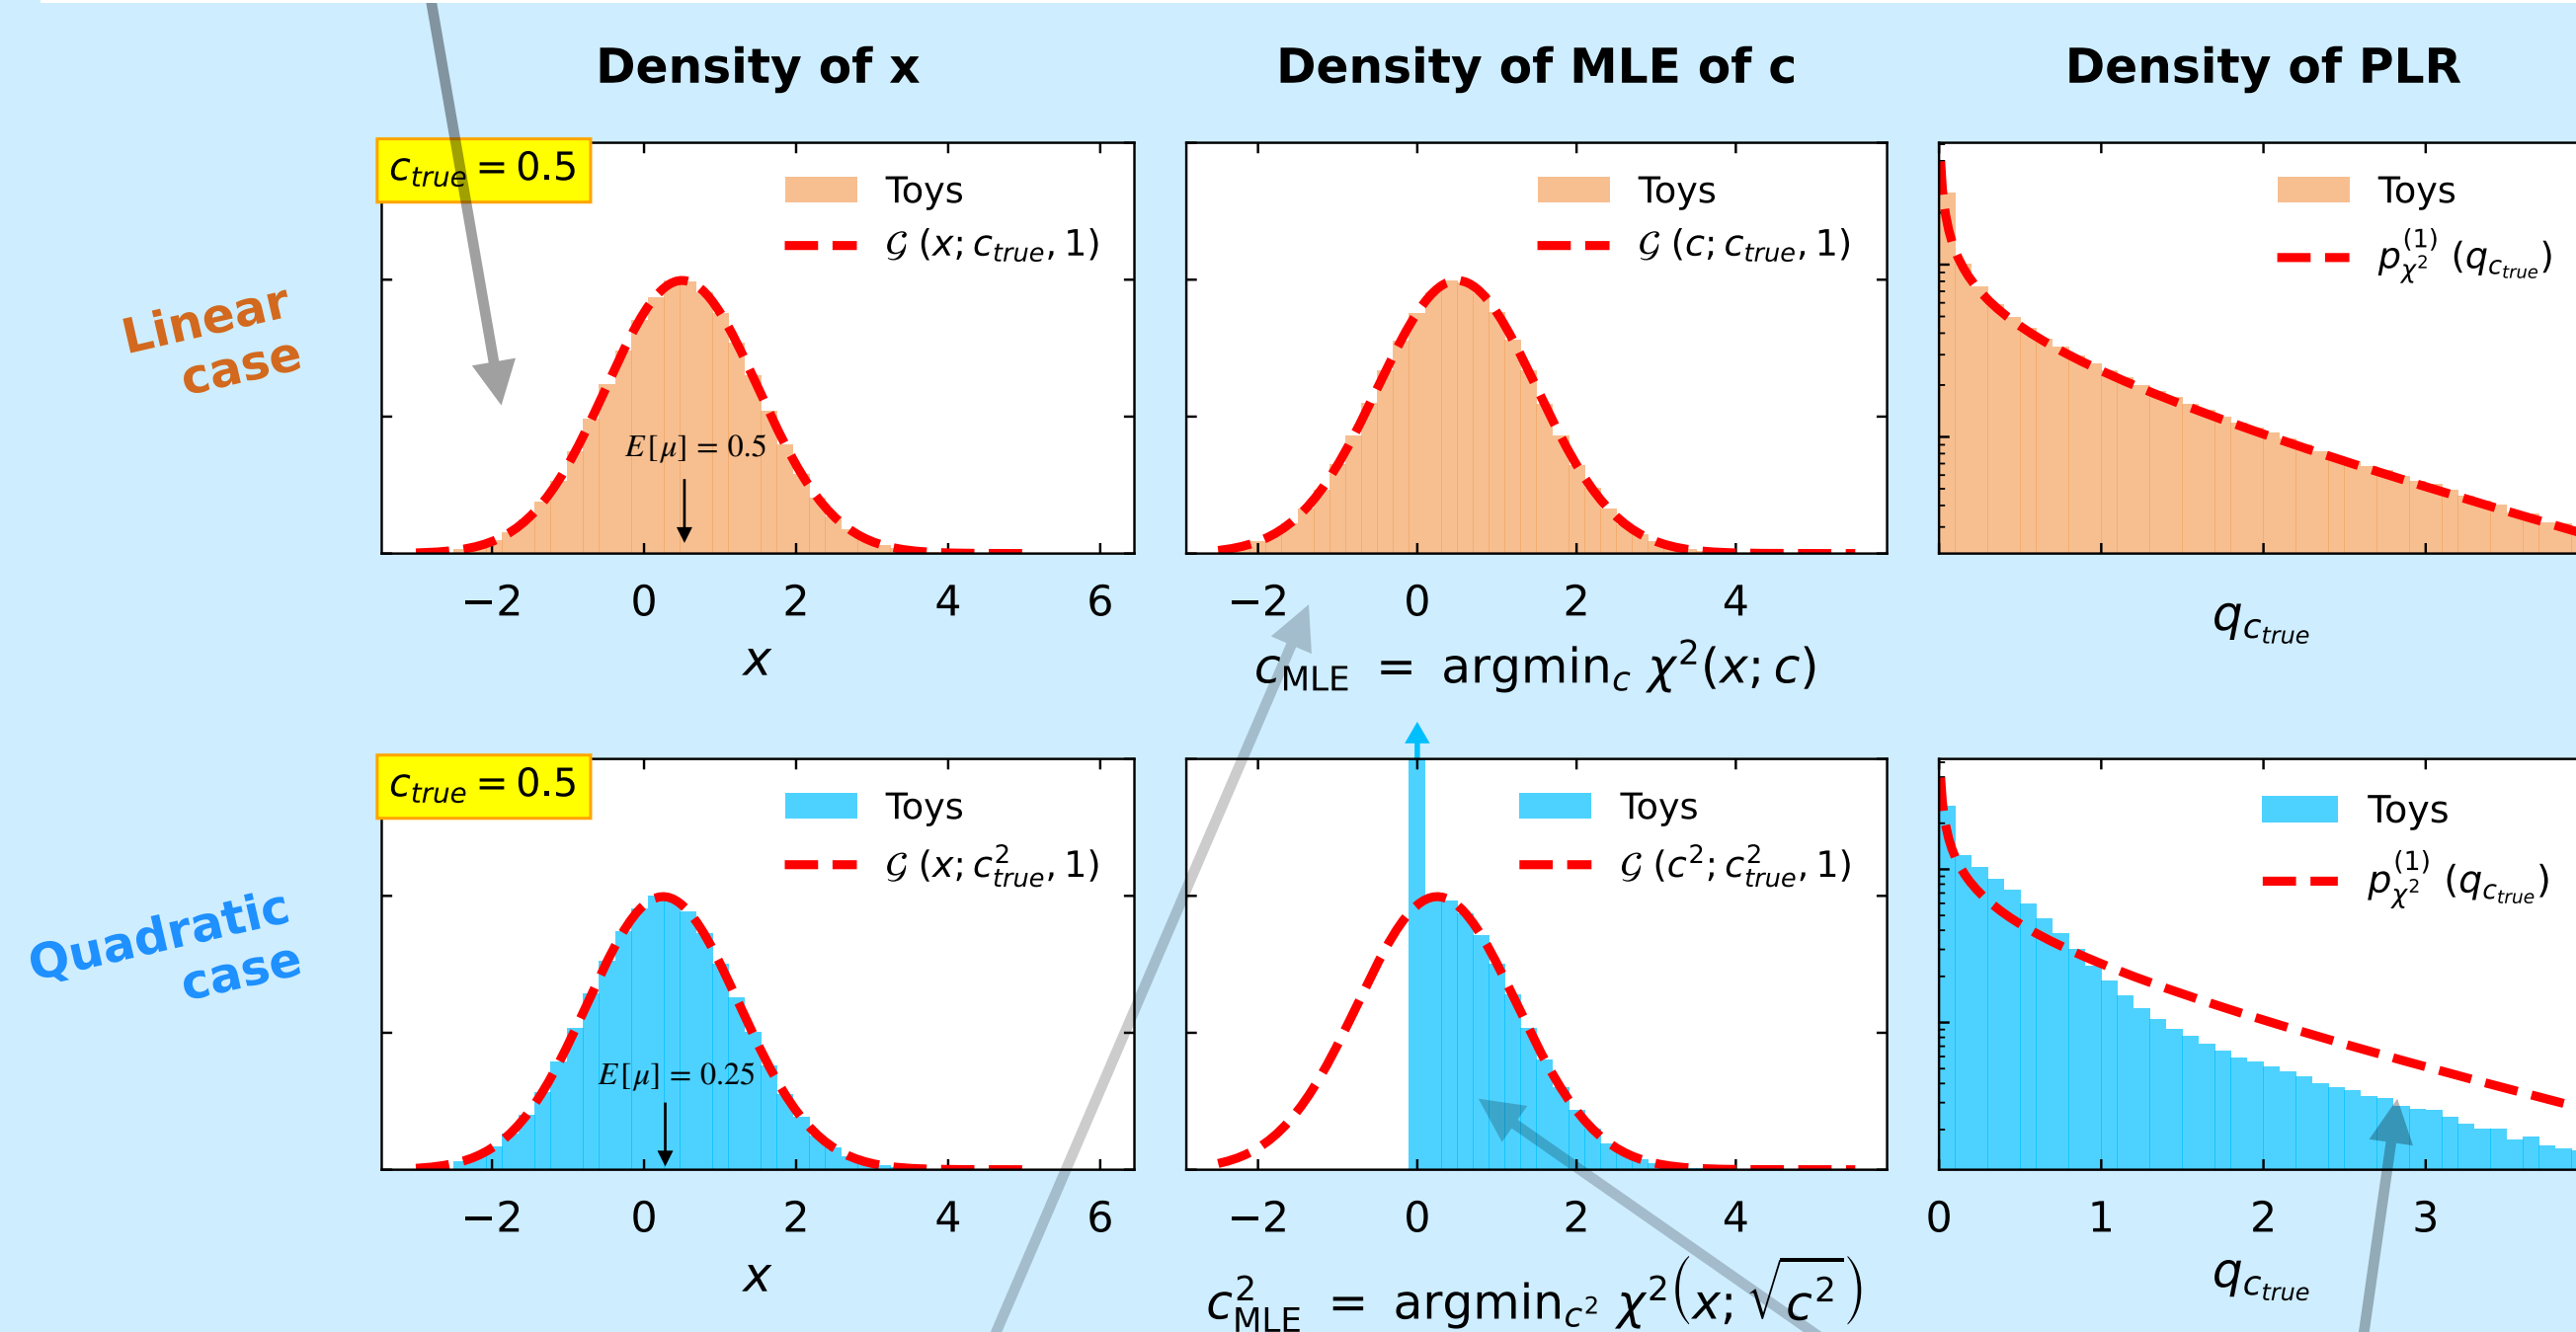 Density of x
Density of MLE of c
Density of PLR
Linear
case
c_true = 0.5
Toys
𝒢 (x; c_true, 1)
E[μ] = 0.5
−2 0 2 4 6
x
Toys
𝒢 (c; c_true, 1)
−2 0 2 4
c_MLE = argmin_c χ²(x; c)
Toys
p_χ²^(1) (q_c_true)
q_c_true
Quadratic
case
c_true = 0.5
Toys
𝒢 (x; c²_true, 1)
E[μ] = 0.25
−2 0 2 4 6
x
Toys
𝒢 (c²; c²_true, 1)
−2 0 2 4
c²_MLE = argmin_c² χ²(x; √c²)
Toys
p_χ²^(1) (q_c_true)
0 1 2 3
q_c_true